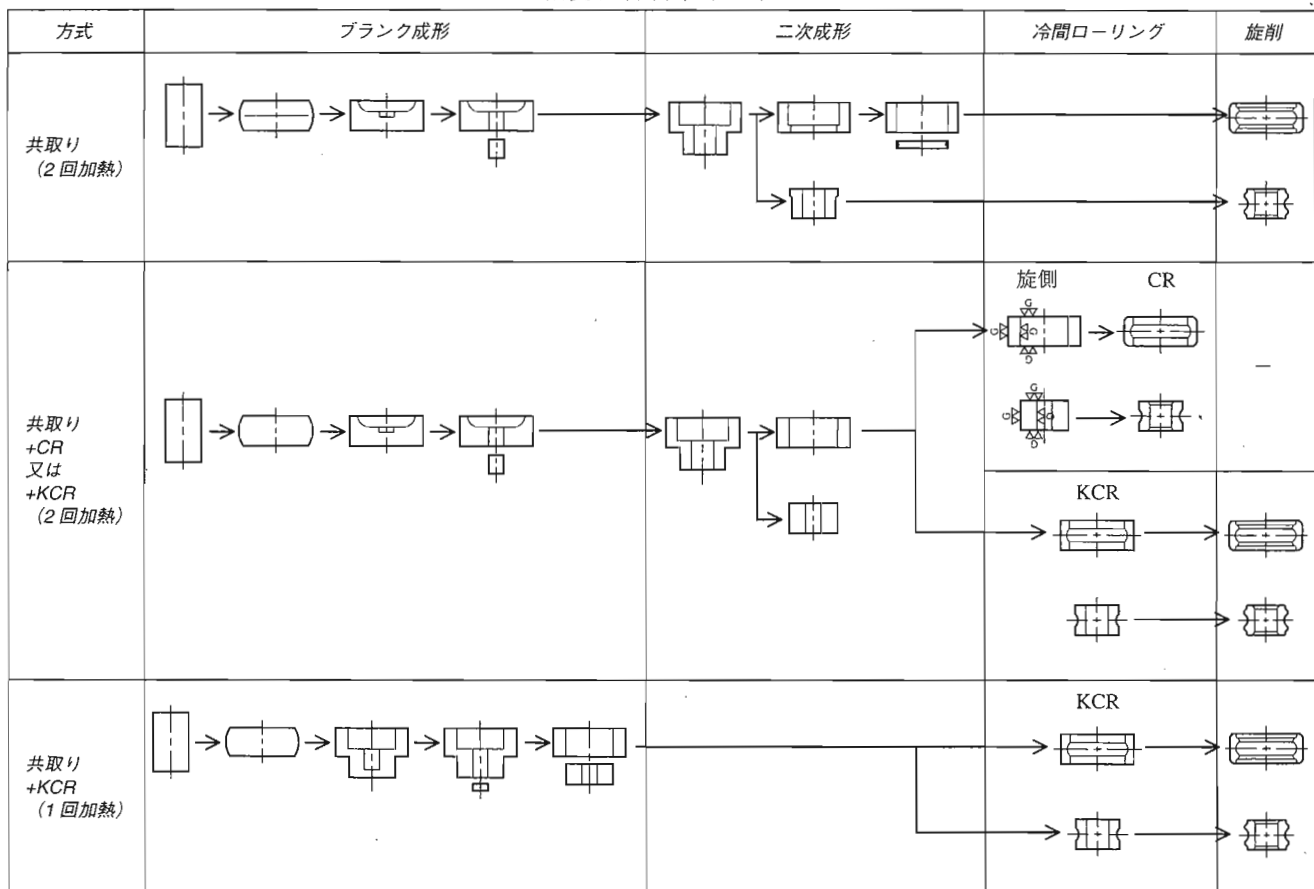 方式 ブランク成形 二次成形 冷間ローリング 旋削
共取り
(2回加熱)
旋側 CR
G
G G
G
—
G
G G
G
共取り
+CR
又は
+KCR
(2回加熱)
KCR
KCR
共取り
+KCR
(1回加熱)